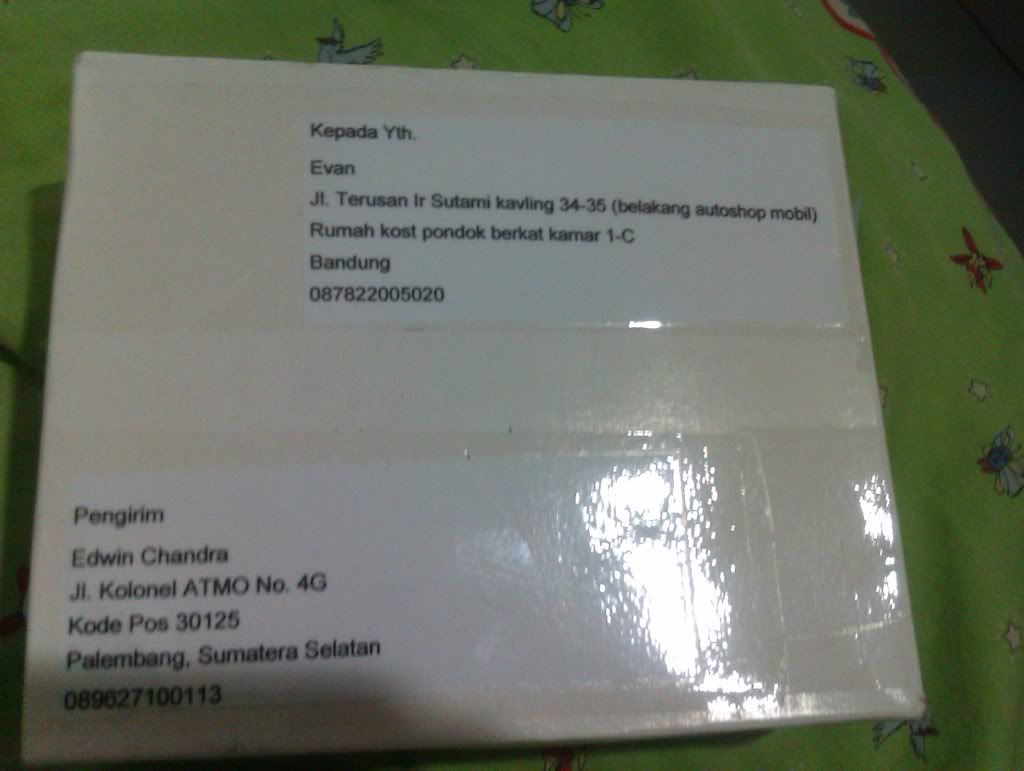 Kepada Yth.
Evan
Jl. Terusan Ir Sutami kavling 34-35 (belakang autoshop mobil)
Rumah kost pondok berkat kamar 1-C
Bandung
087822005020
Pengirim
Edwin Chandra
Jl. Kolonel ATMO No. 4G
Kode Pos 30125
Palembang, Sumatera Selatan
089627100113